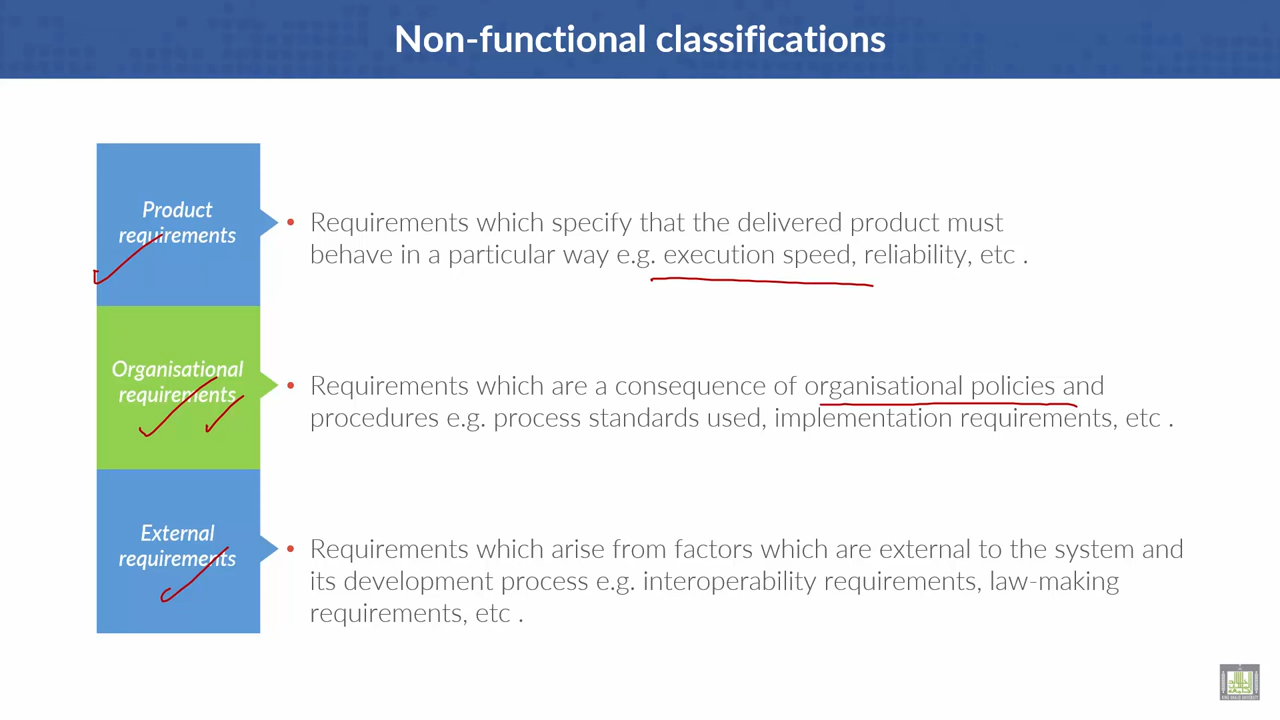 Non-functional classifications
Product
requirements
• Requirements which specify that the delivered product must
behave in a particular way e.g. execution speed, reliability, etc .
Organisational
requirements
• Requirements which are a consequence of organisational policies and
procedures e.g. process standards used, implementation requirements, etc .
External
requirements
• Requirements which arise from factors which are external to the system and
its development process e.g. interoperability requirements, law-making
requirements, etc .